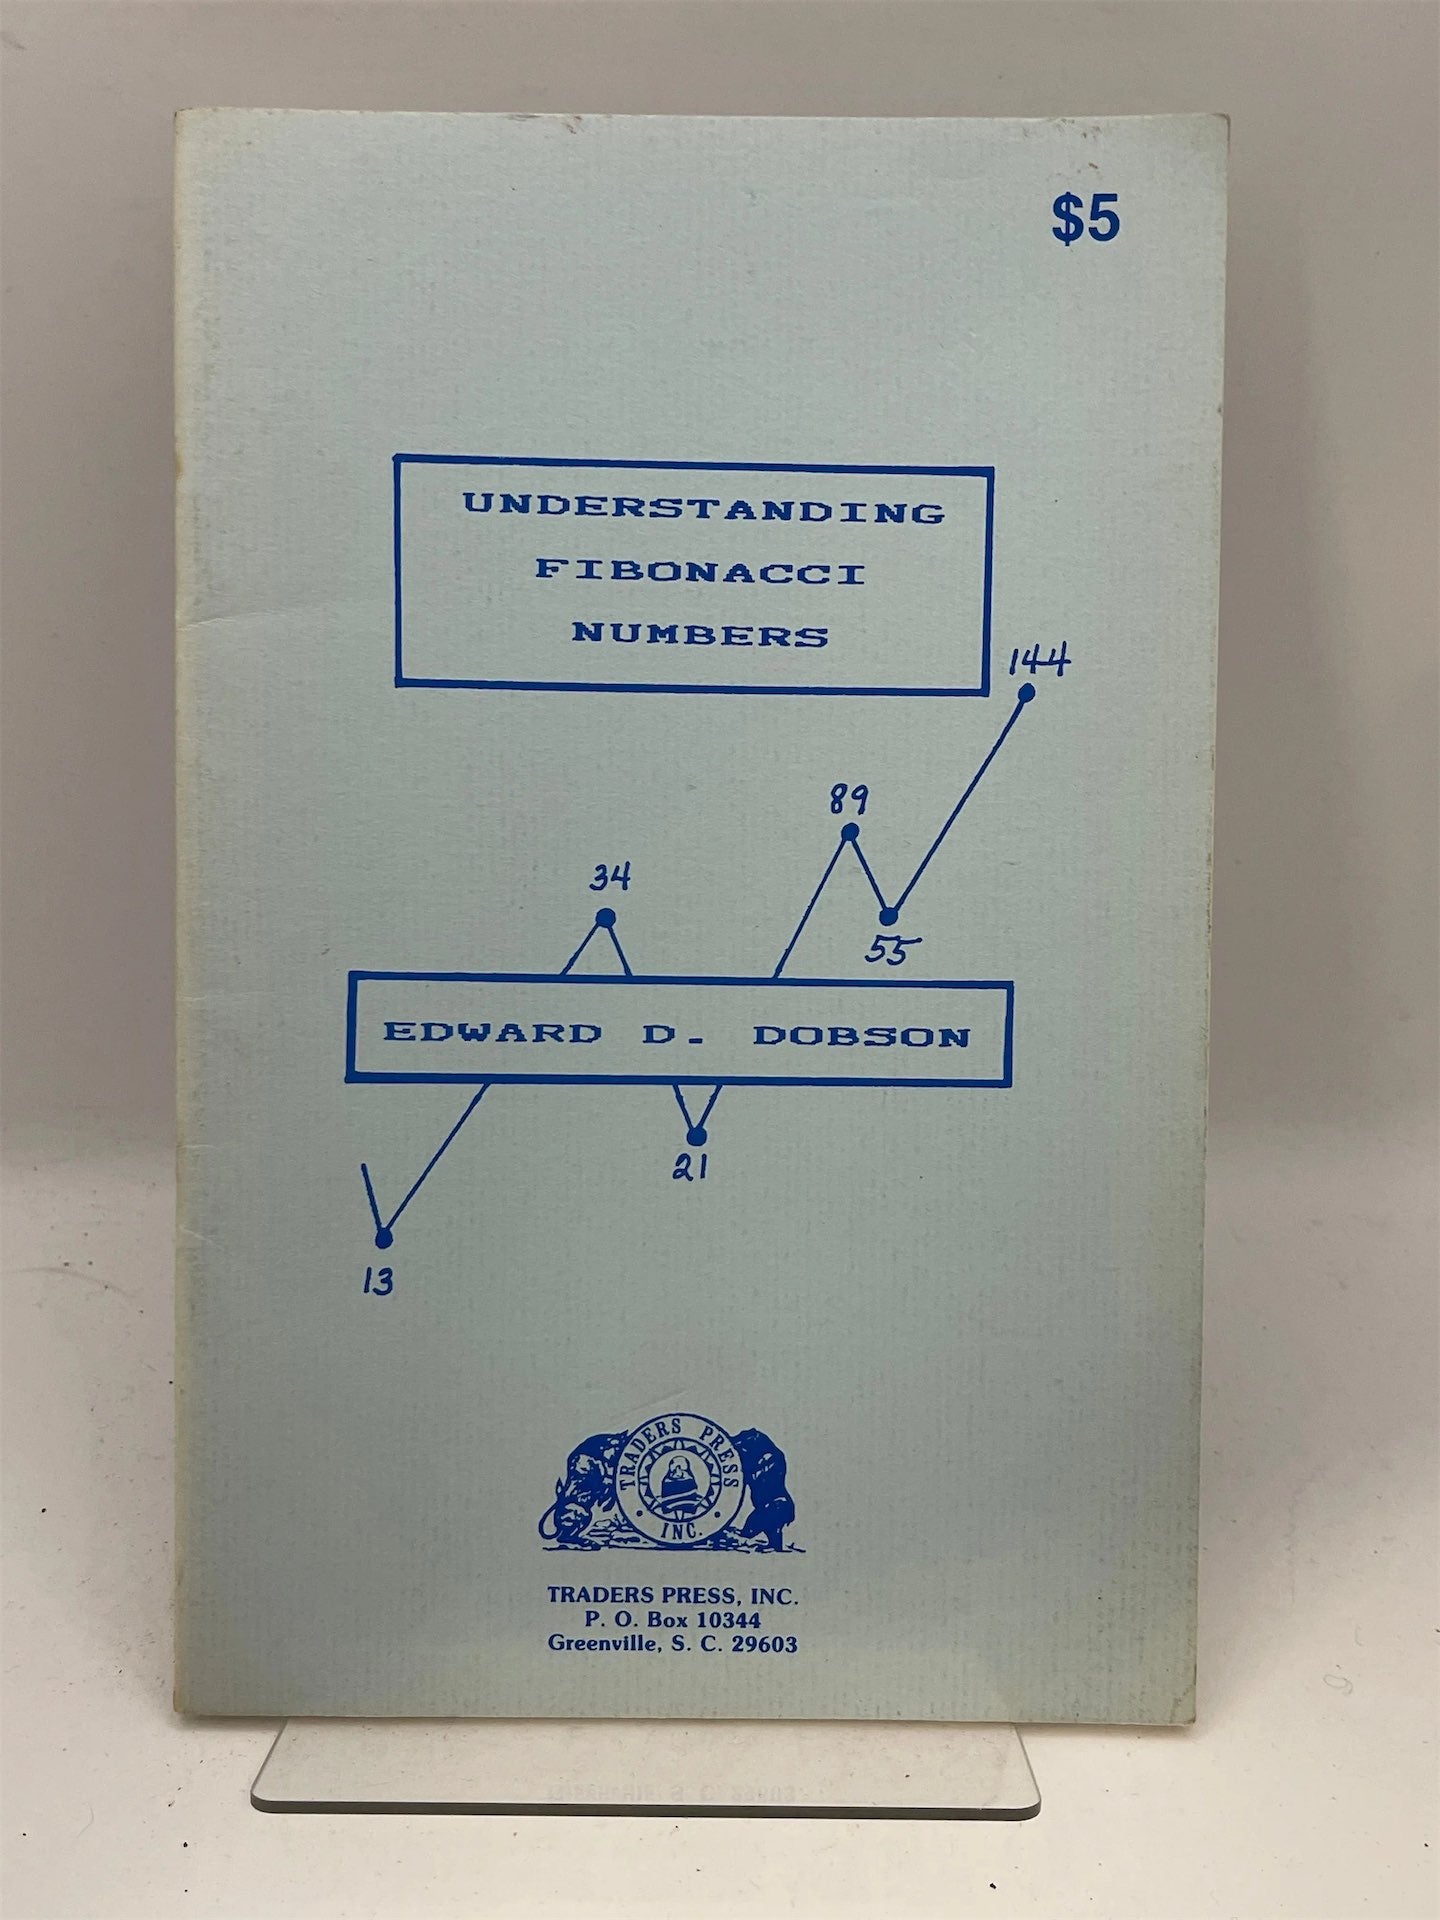 $5
UNDERSTANDING
FIBONACCI
NUMBERS
144
89
34
55
EDWARD D. DOBSON
21
13
TRADERS PRESS
INC.
TRADERS PRESS, INC.
P. O. Box 10344
Greenville, S. C. 29603